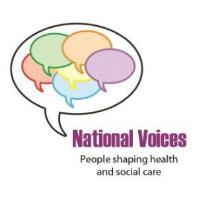 National Voices
People shaping health
and social care